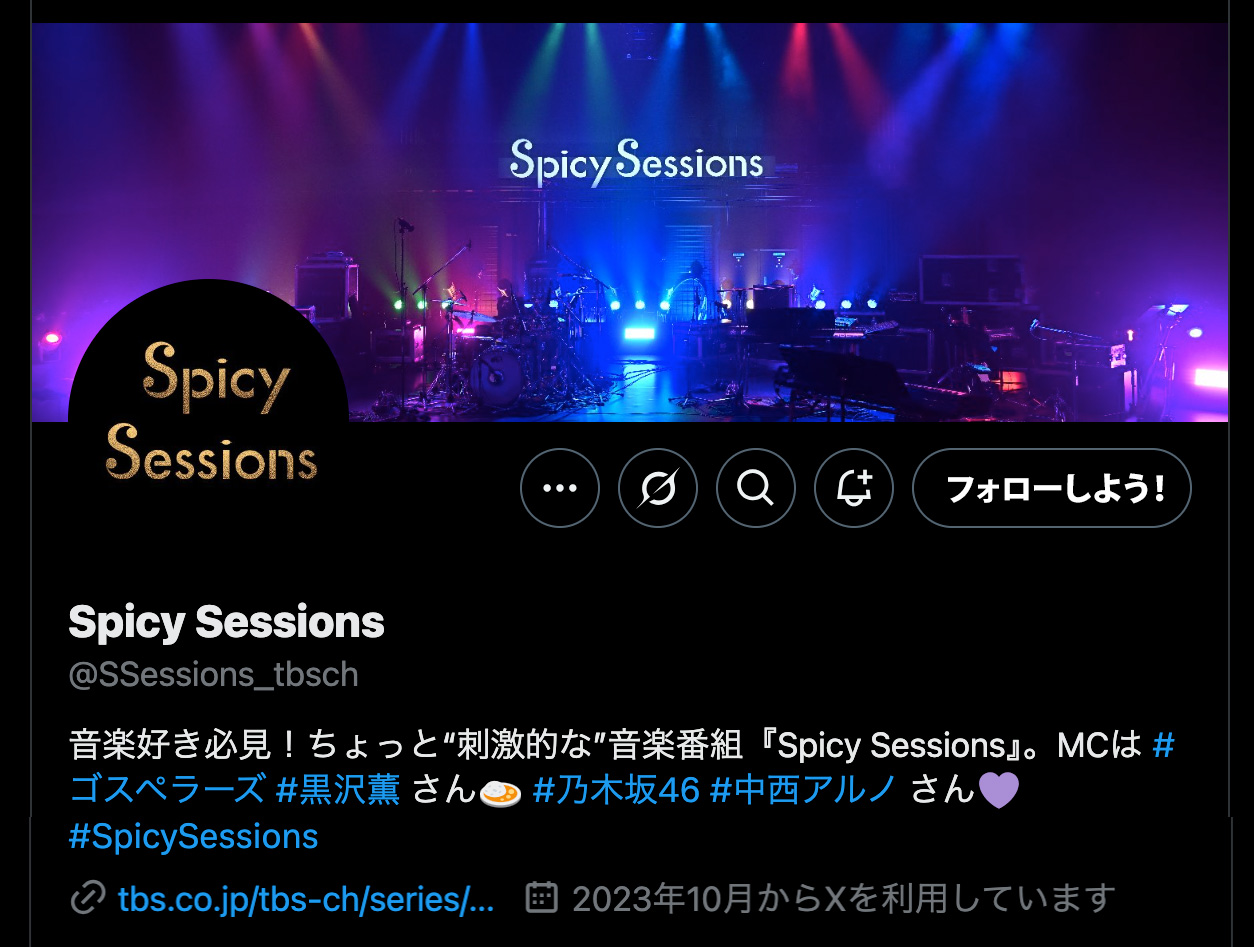 SpicySessions
Spicy
Sessions
フォローしよう!
Spicy Sessions
@SSessions_tbsch
音楽好き必見！ちょっと“刺激的な”音楽番組『Spicy Sessions』。MCは #
ゴスペラーズ #黒沢薫 さん🍛 #乃木坂46 #中西アルノ さん💜
#SpicySessions
tbs.co.jp/tbs-ch/series/...
2023年10月からXを利用しています